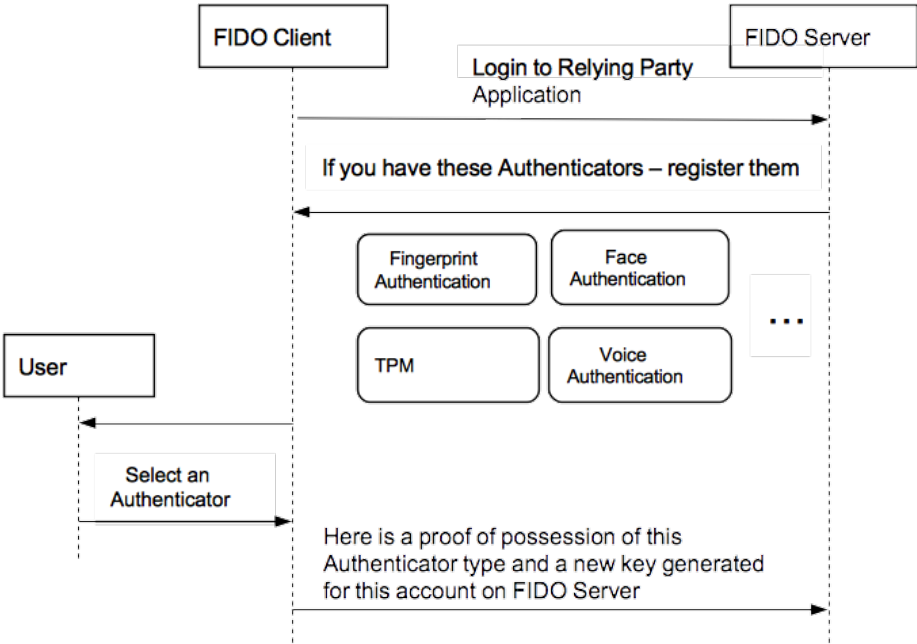 FIDO Client
FIDO Server
Login to Relying Party
Application
If you have these Authenticators – register them
Fingerprint
Authentication
Face
Authentication
...
TPM
Voice
Authentication
User
Select an
Authenticator
Here is a proof of possession of this
Authenticator type and a new key generated
for this account on FIDO Server